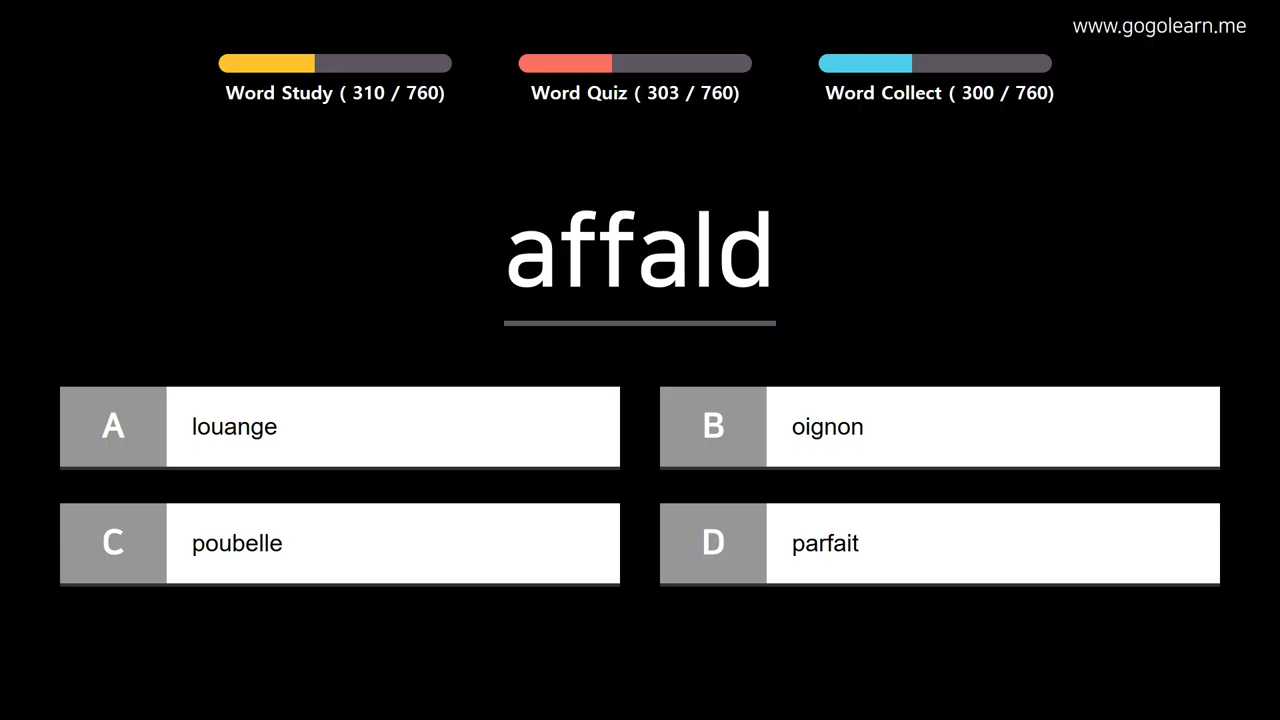 www.gogolearn.me
Word Study ( 310 / 760)
Word Quiz ( 303 / 760)
Word Collect ( 300 / 760)
affald
A louange
B oignon
C poubelle
D parfait